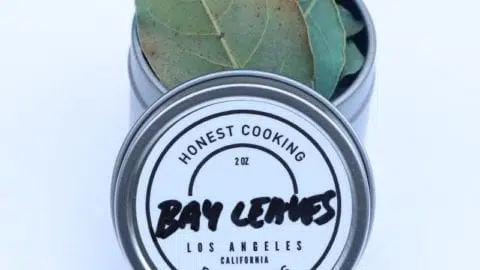 HONEST COOKING
2 OZ
BAY LEAVES
LOS ANGELES
CALIFORNIA